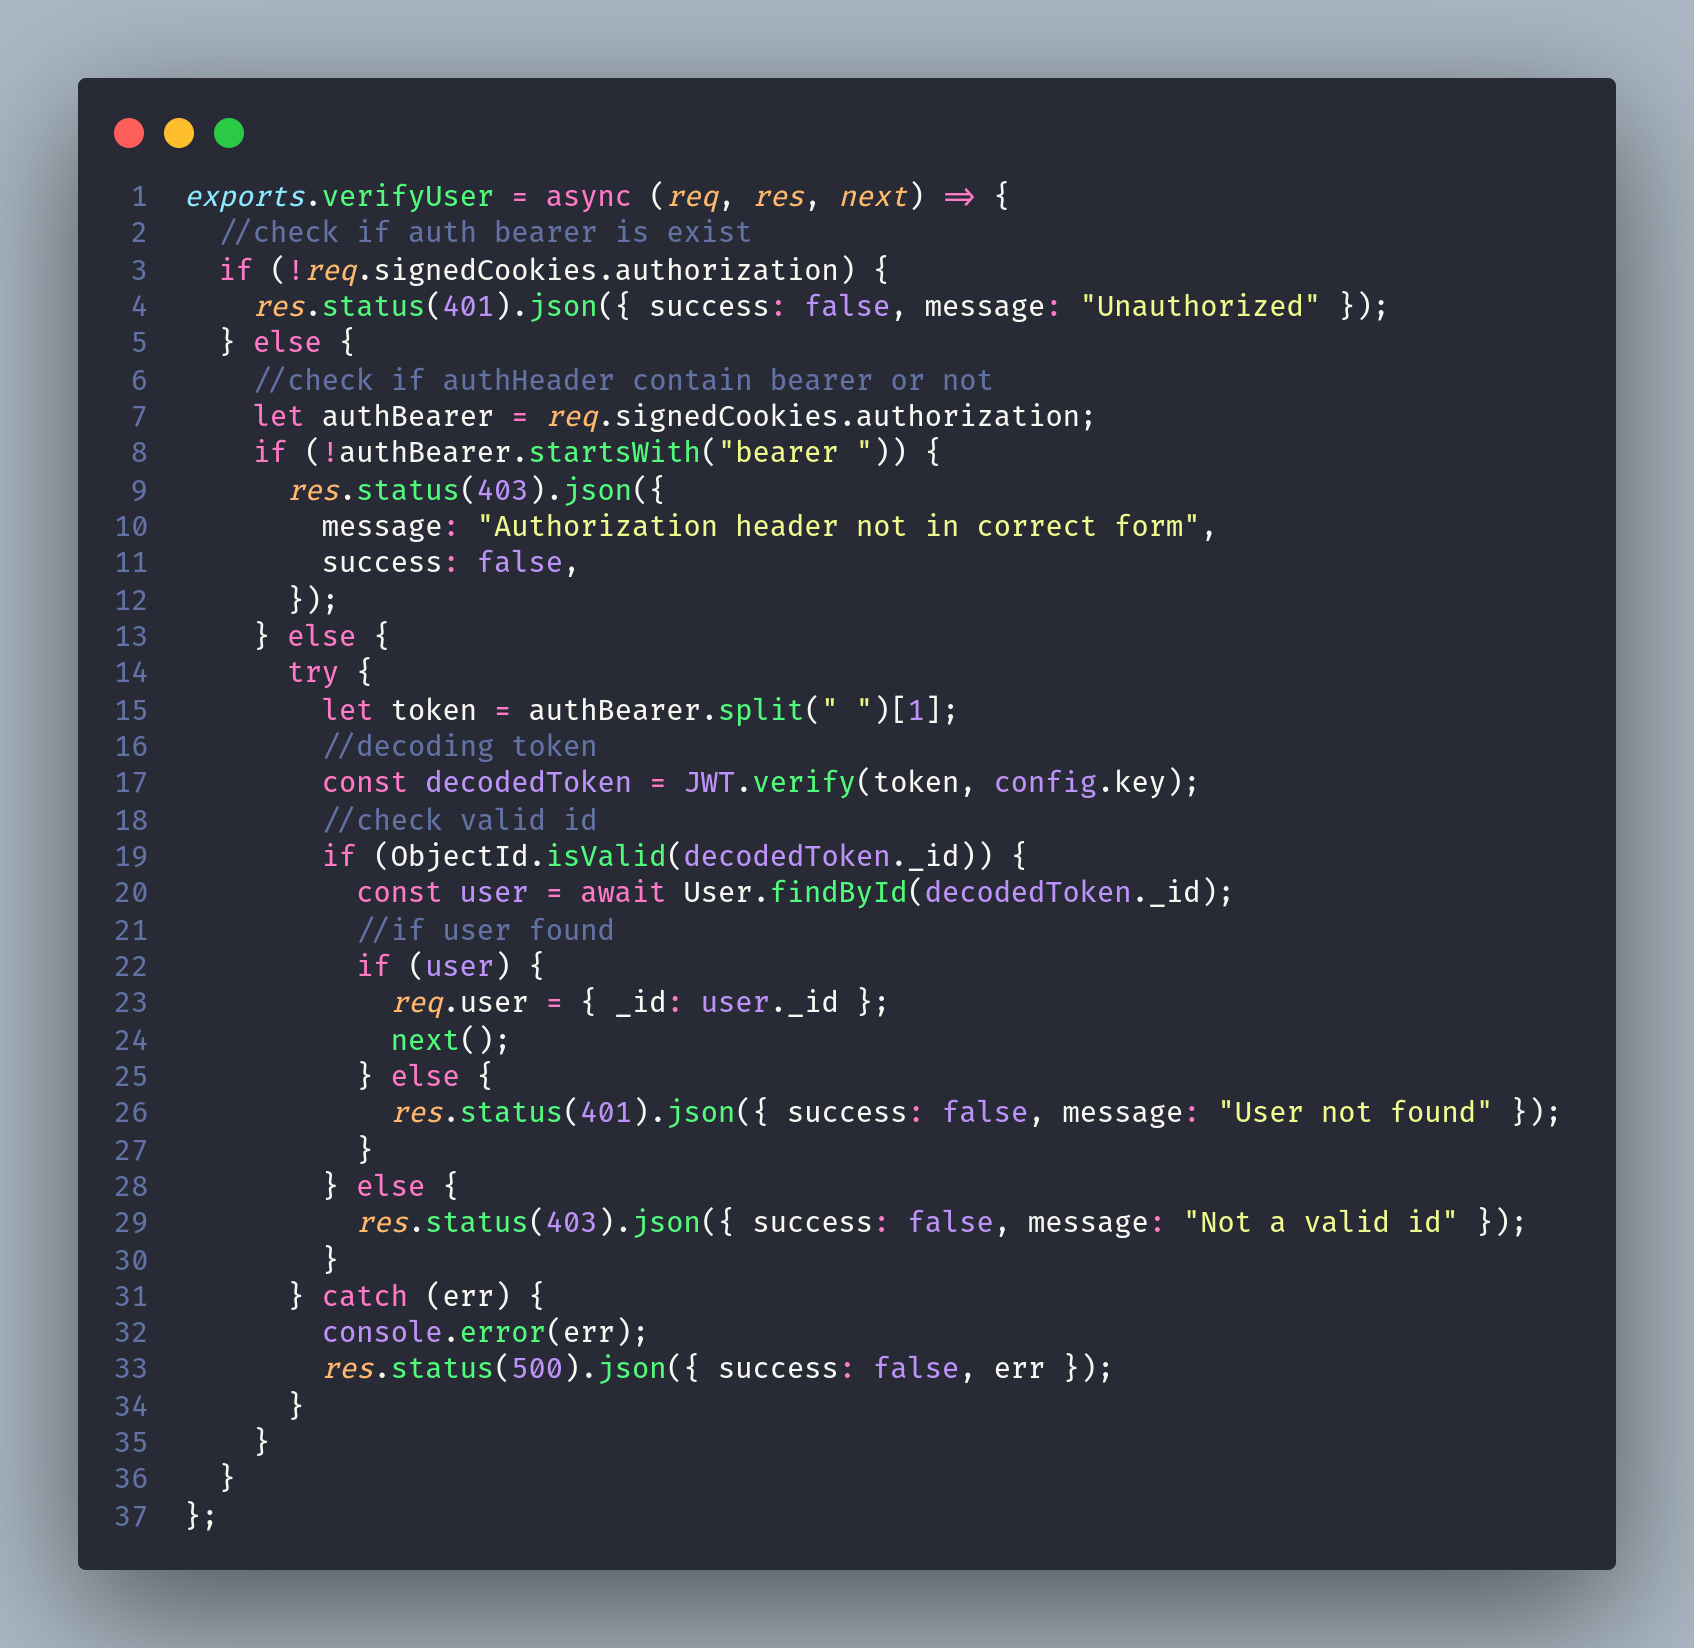 1 exports.verifyUser = async (req, res, next) => {
2   //check if auth bearer is exist
3   if (!req.signedCookies.authorization) {
4     res.status(401).json({ success: false, message: "Unauthorized" });
5   } else {
6     //check if authHeader contain bearer or not
7     let authBearer = req.signedCookies.authorization;
8     if (!authBearer.startsWith("bearer ")) {
9       res.status(403).json({
10         message: "Authorization header not in correct form",
11         success: false,
12       });
13     } else {
14       try {
15         let token = authBearer.split(" ")[1];
16         //decoding token
17         const decodedToken = JWT.verify(token, config.key);
18         //check valid id
19         if (ObjectId.isValid(decodedToken._id)) {
20           const user = await User.findById(decodedToken._id);
21           //if user found
22           if (user) {
23             req.user = { _id: user._id };
24             next();
25           } else {
26             res.status(401).json({ success: false, message: "User not found" });
27           }
28         } else {
29           res.status(403).json({ success: false, message: "Not a valid id" });
30         }
31       } catch (err) {
32         console.error(err);
33         res.status(500).json({ success: false, err });
34       }
35     }
36   }
37 };